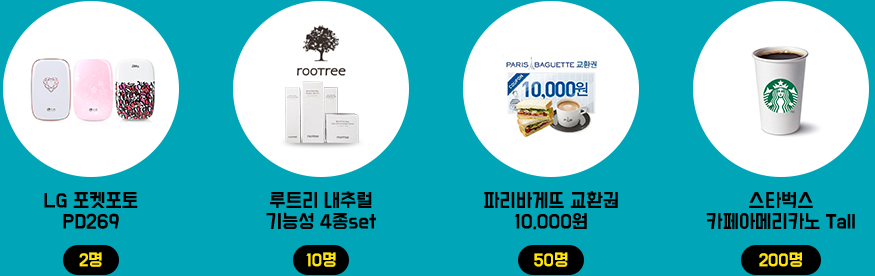 rooTree
PARIS BAGUETTE 교환권
COUPON
10,000원
LG 포켓포토
PD269
2명
루트리 내추럴
기능성 4종set
10명
파리바게뜨 교환권
10,000원
50명
스타벅스
카페아메리카노 Tall
200명